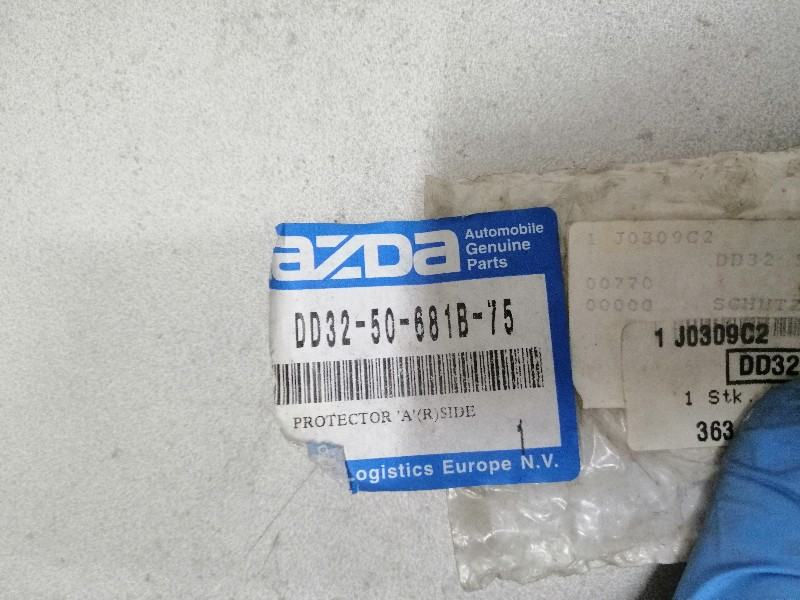 azda
Automobile
Genuine
Parts
DD32-50-681B-75
PROTECTOR 'A'(R)SIDE
1
Logistics Europe N.V.
1 J0309C2
DD32
00770
00000 SCHUTZ
1 J0309C2
DD32
1 Stk.
363